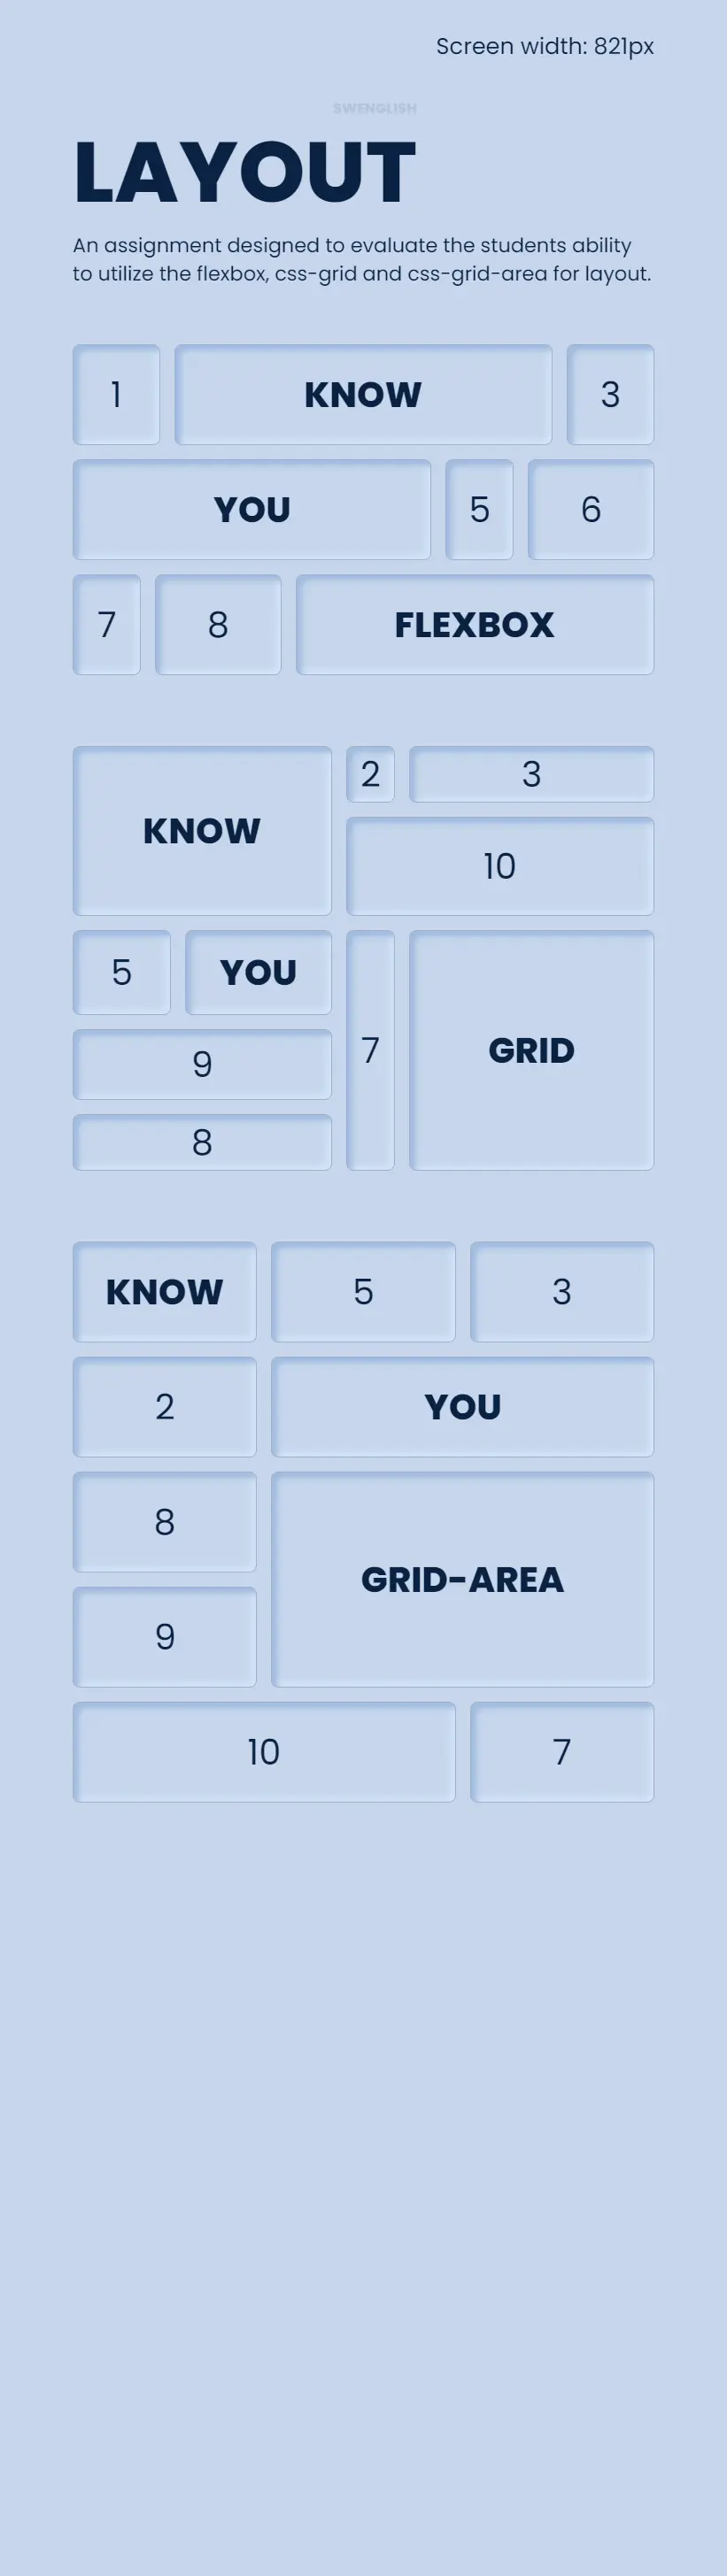 Screen width: 821px
SWENGLISH
LAYOUT
An assignment designed to evaluate the students ability
to utilize the flexbox, css-grid and css-grid-area for layout.
1 KNOW 3
YOU 5 6
7 8 FLEXBOX
KNOW 2 3
10
5 YOU 7 GRID
9
8
KNOW 5 3
2 YOU
8 GRID-AREA
9
10 7